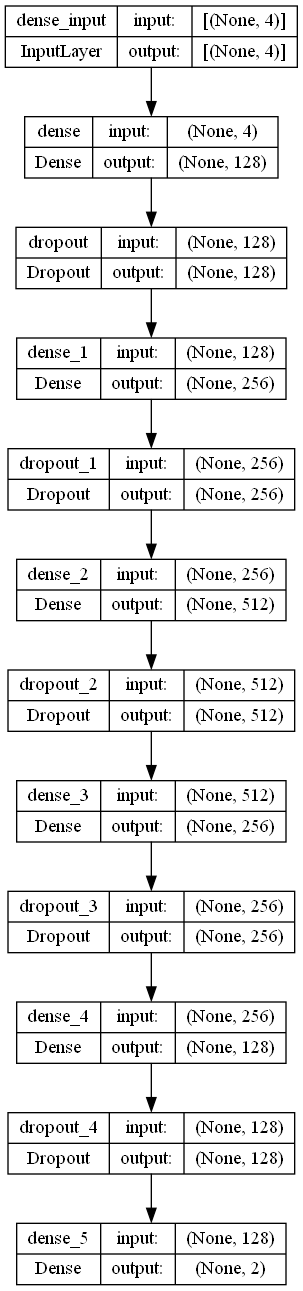 dense_input input: [(None, 4)]
InputLayer output: [(None, 4)]
dense input: (None, 4)
Dense output: (None, 128)
dropout input: (None, 128)
Dropout output: (None, 128)
dense_1 input: (None, 128)
Dense output: (None, 256)
dropout_1 input: (None, 256)
Dropout output: (None, 256)
dense_2 input: (None, 256)
Dense output: (None, 512)
dropout_2 input: (None, 512)
Dropout output: (None, 512)
dense_3 input: (None, 512)
Dense output: (None, 256)
dropout_3 input: (None, 256)
Dropout output: (None, 256)
dense_4 input: (None, 256)
Dense output: (None, 128)
dropout_4 input: (None, 128)
Dropout output: (None, 128)
dense_5 input: (None, 128)
Dense output: (None, 2)